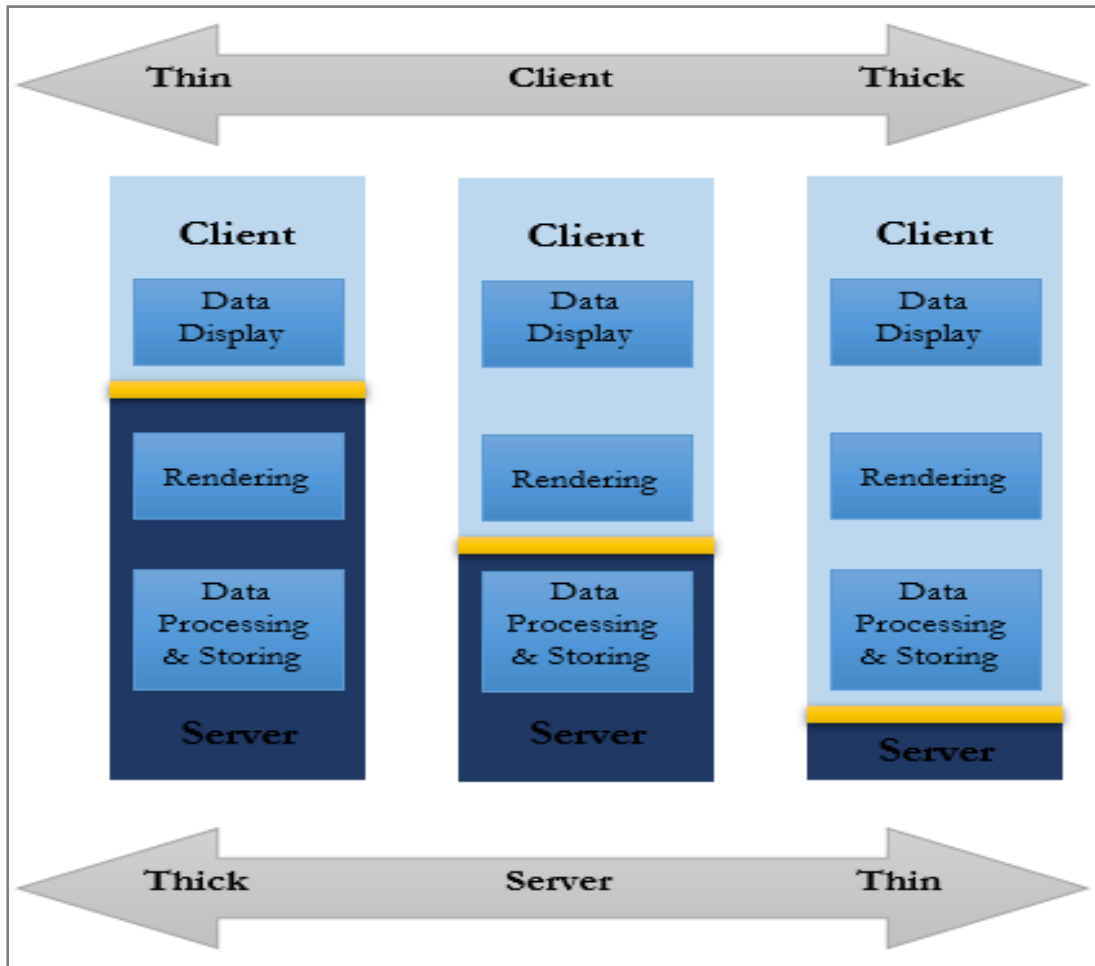 Thin Client Thick
Client
Data
Display
Rendering
Data
Processing
& Storing
Server
Client
Data
Display
Rendering
Data
Processing
& Storing
Server
Client
Data
Display
Rendering
Data
Processing
& Storing
Server
Thick Server Thin